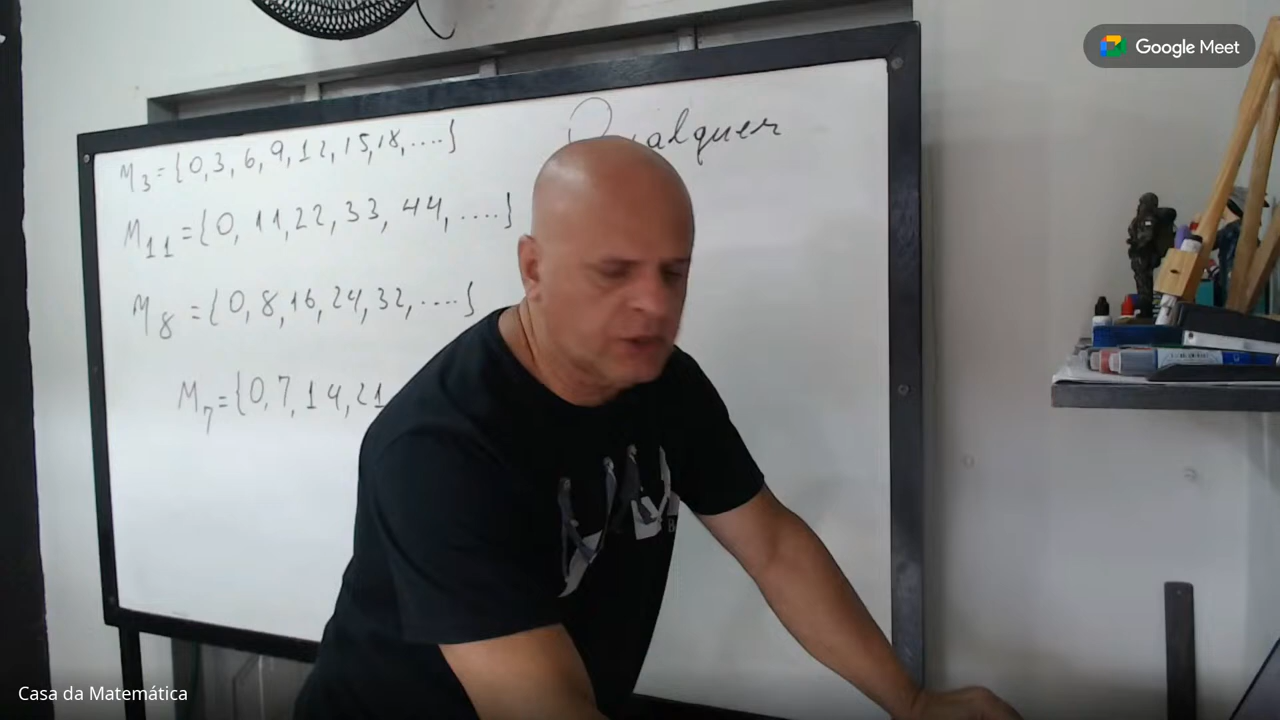 Google Meet
Qualquer
M3={0,3,6,9,12,15,18,....}
M11={0,11,22,33,44,....}
M8={0,8,16,24,32,....}
M7={0,7,14,21
Casa da Matemática